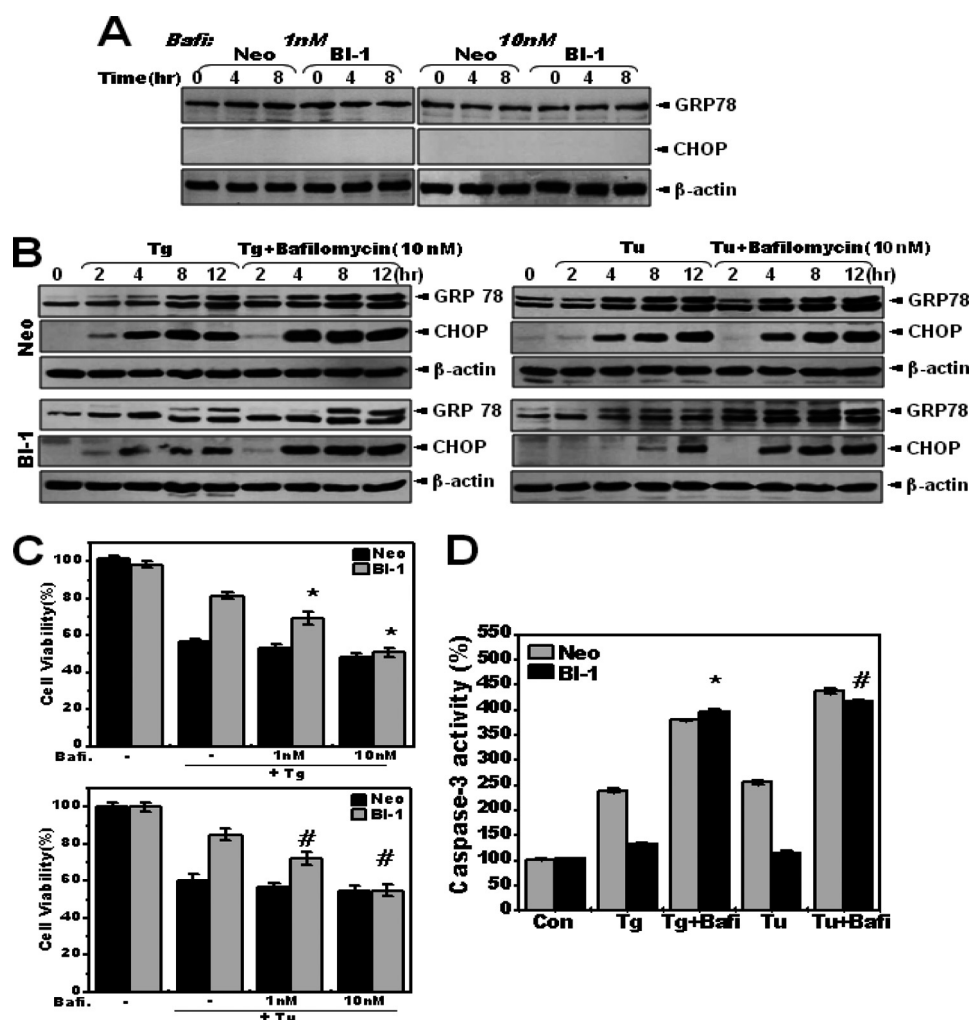 A
Bafi: 1nM 10nM
Neo BI-1 Neo BI-1
Time(hr) 0 4 8 0 4 8 0 4 8 0 4 8
GRP78
CHOP
β-actin
B
Tg Tg+Bafilomycin(10 nM)
0 2 4 8 12 2 4 8 12(hr)
Neo
GRP 78
CHOP
β-actin
BI-1
GRP 78
CHOP
β-actin
Tu Tu+Bafilomycin(10 nM)
0 2 4 8 12 2 4 8 12(hr)
GRP78
CHOP
β-actin
GRP78
CHOP
β-actin
C
Cell Viability(%)
100
80
60
40
20
0
Neo
BI-1
* *
Bafi. - - 1nM 10nM
+ Tg
Cell Viability(%)
100
80
60
40
20
0
Neo
BI-1
# #
Bafi. - - 1nM 10nM
+ Tu
D
Caspase-3 activity (%)
550
500
450
400
350
300
250
200
150
100
50
0
Neo
BI-1
* #
Con Tg Tg+Bafi Tu Tu+Bafi